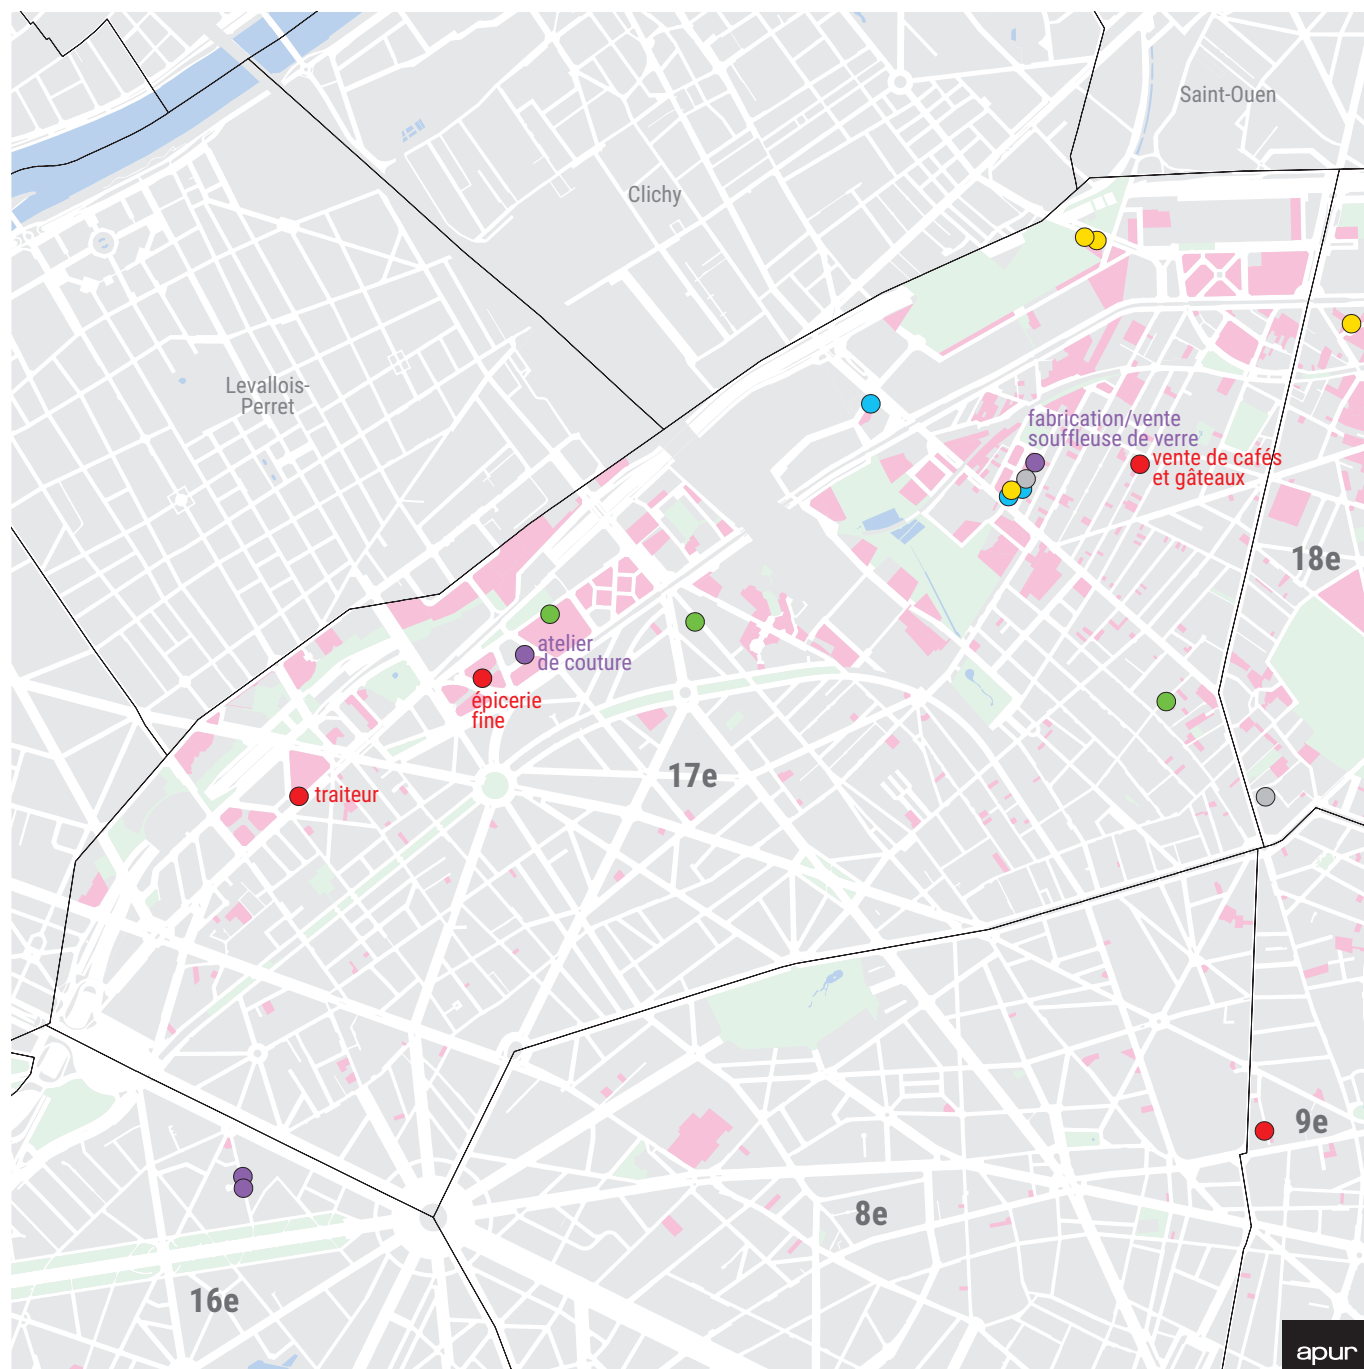 Saint-Ouen
Clichy
Levallois-
Perret
fabrication/vente
souffleuse de verre
vente de cafés
et gâteaux
18e
atelier
de couture
épicerie
fine
17e
traiteur
9e
8e
16e
apur